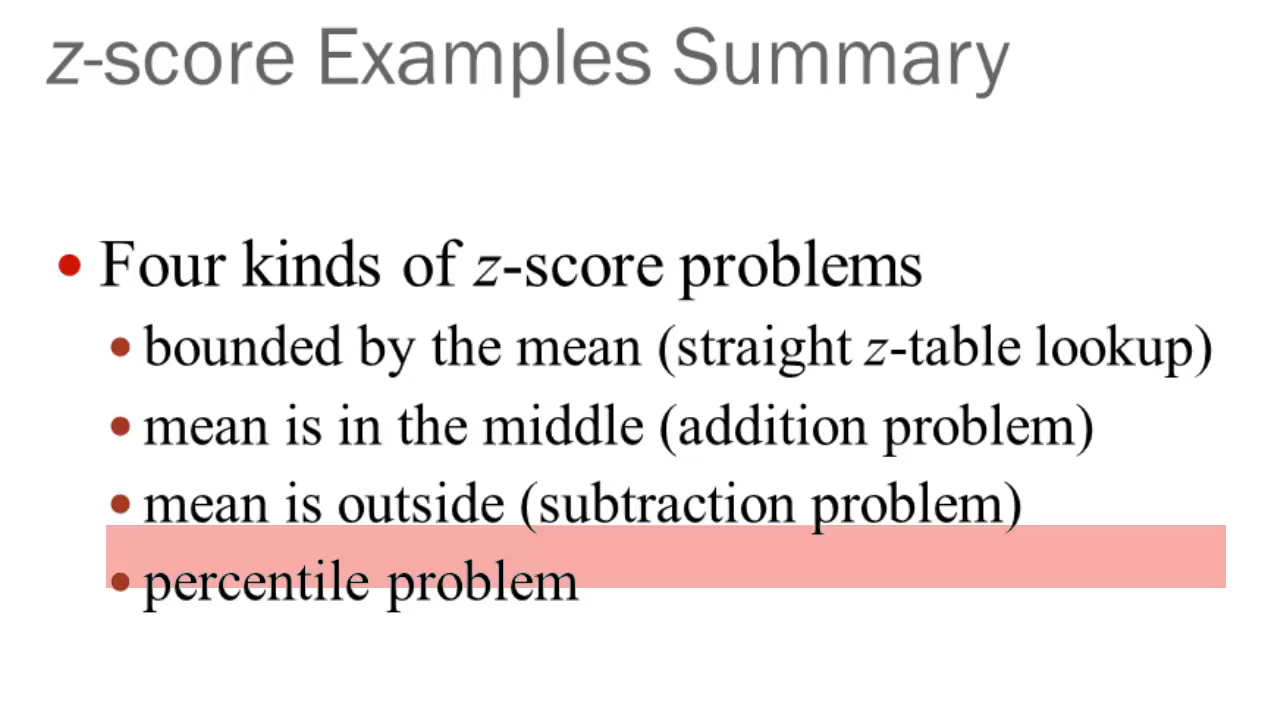 z-score Examples Summary
• Four kinds of z-score problems
• bounded by the mean (straight z-table lookup)
• mean is in the middle (addition problem)
• mean is outside (subtraction problem)
• percentile problem